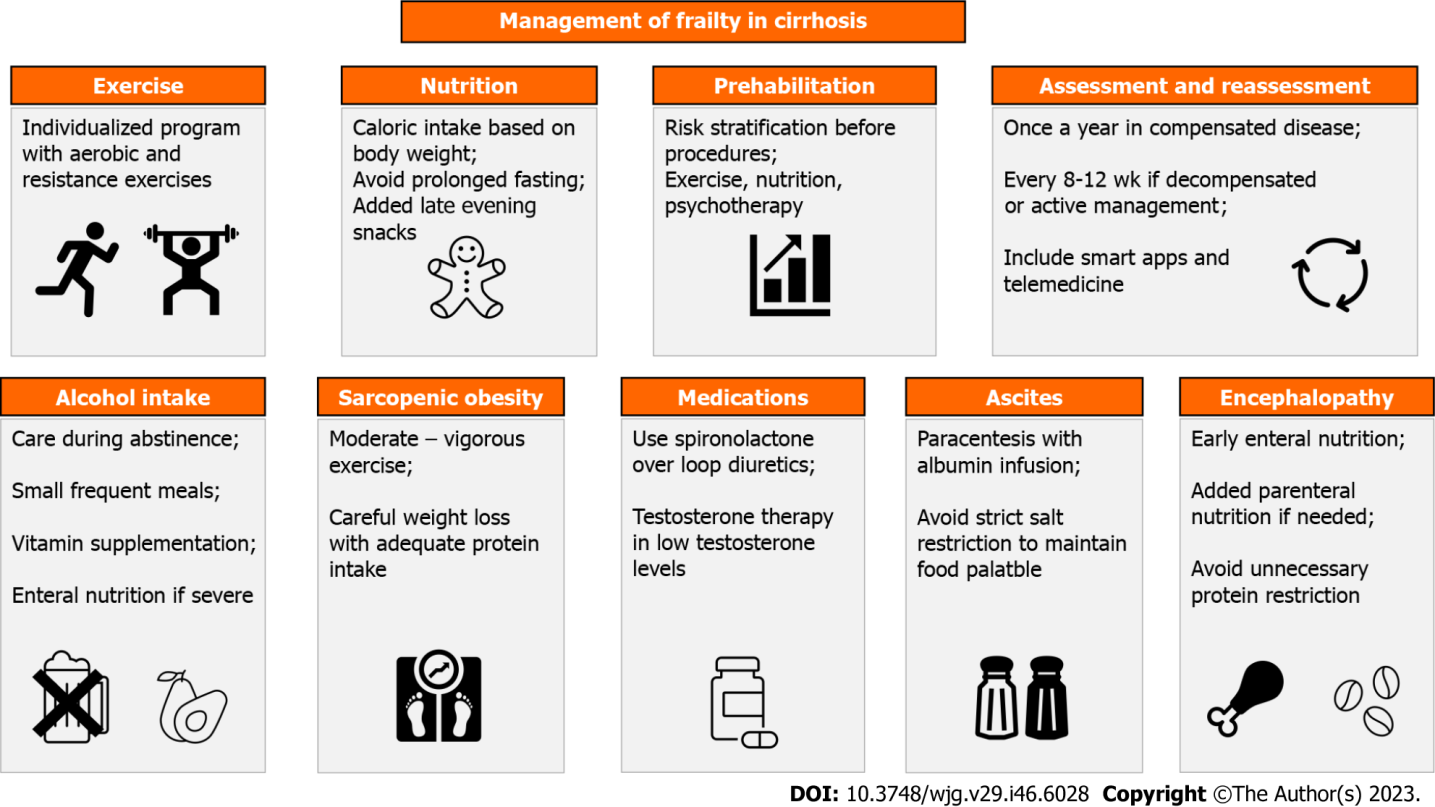 Management of frailty in cirrhosis
Exercise
Individualized program
with aerobic and
resistance exercises
Nutrition
Caloric intake based on
body weight;
Avoid prolonged fasting;
Added late evening
snacks
Prehabilitation
Risk stratification before
procedures;
Exercise, nutrition,
psychotherapy
Assessment and reassessment
Once a year in compensated disease;
Every 8-12 wk if decompensated
or active management;
Include smart apps and
telemedicine
Alcohol intake
Care during abstinence;
Small frequent meals;
Vitamin supplementation;
Enteral nutrition if severe
Sarcopenic obesity
Moderate – vigorous
exercise;
Careful weight loss
with adequate protein
intake
Medications
Use spironolactone
over loop diuretics;
Testosterone therapy
in low testosterone
levels
Ascites
Paracentesis with
albumin infusion;
Avoid strict salt
restriction to maintain
food palatble
Encephalopathy
Early enteral nutrition;
Added parenteral
nutrition if needed;
Avoid unnecessary
protein restriction
DOI: 10.3748/wjg.v29.i46.6028 Copyright ©The Author(s) 2023.